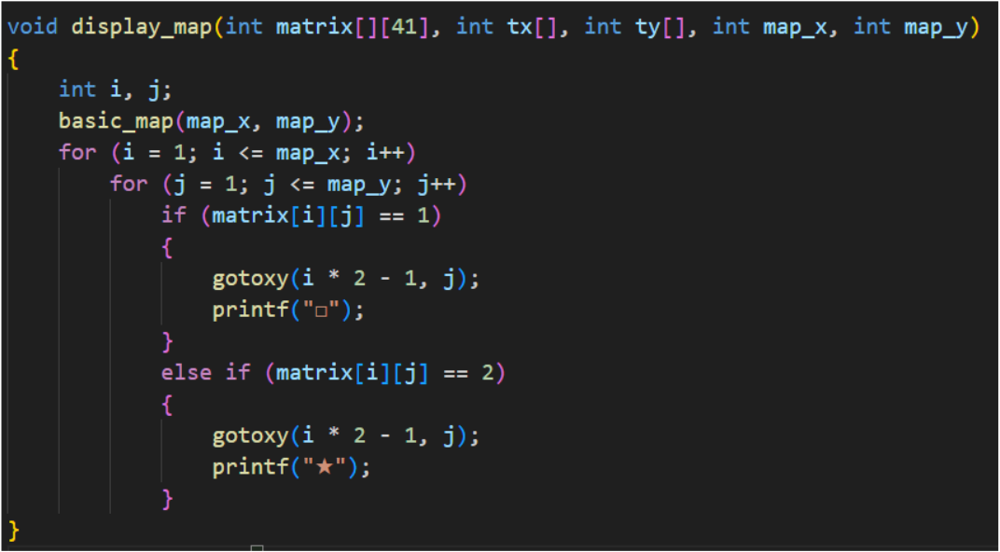 void display_map(int matrix[][41], int tx[], int ty[], int map_x, int map_y)
{
    int i, j;
    basic_map(map_x, map_y);
    for (i = 1; i <= map_x; i++)
        for (j = 1; j <= map_y; j++)
            if (matrix[i][j] == 1)
            {
                gotoxy(i * 2 - 1, j);
                printf("□");
            }
            else if (matrix[i][j] == 2)
            {
                gotoxy(i * 2 - 1, j);
                printf("★");
            }
}